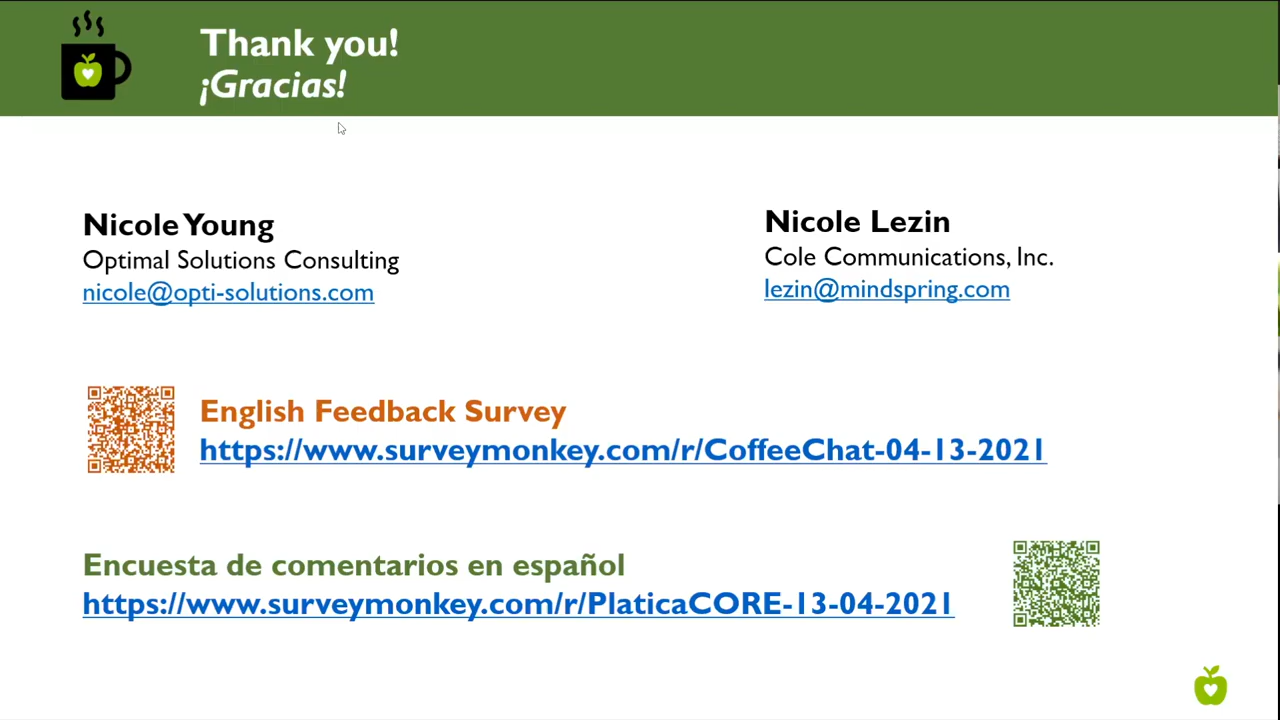 Thank you!
¡Gracias!
Nicole Young
Optimal Solutions Consulting
nicole@opti-solutions.com
Nicole Lezin
Cole Communications, Inc.
lezin@mindspring.com
English Feedback Survey
https://www.surveymonkey.com/r/CoffeeChat-04-13-2021
Encuesta de comentarios en español
https://www.surveymonkey.com/r/PlaticaCORE-13-04-2021